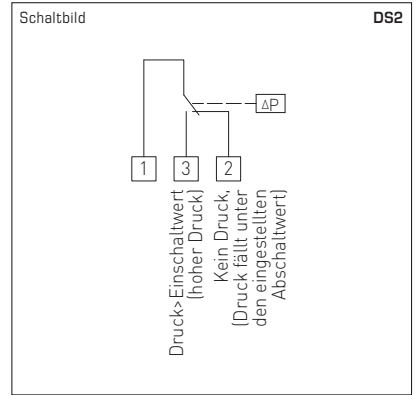 Schaltbild
DS2
ΔP
1
3
2
Druck>Einschaltwert
(hoher Druck)
Kein Druck,
(Druck fällt unter
den eingestellten
Abschaltwert)